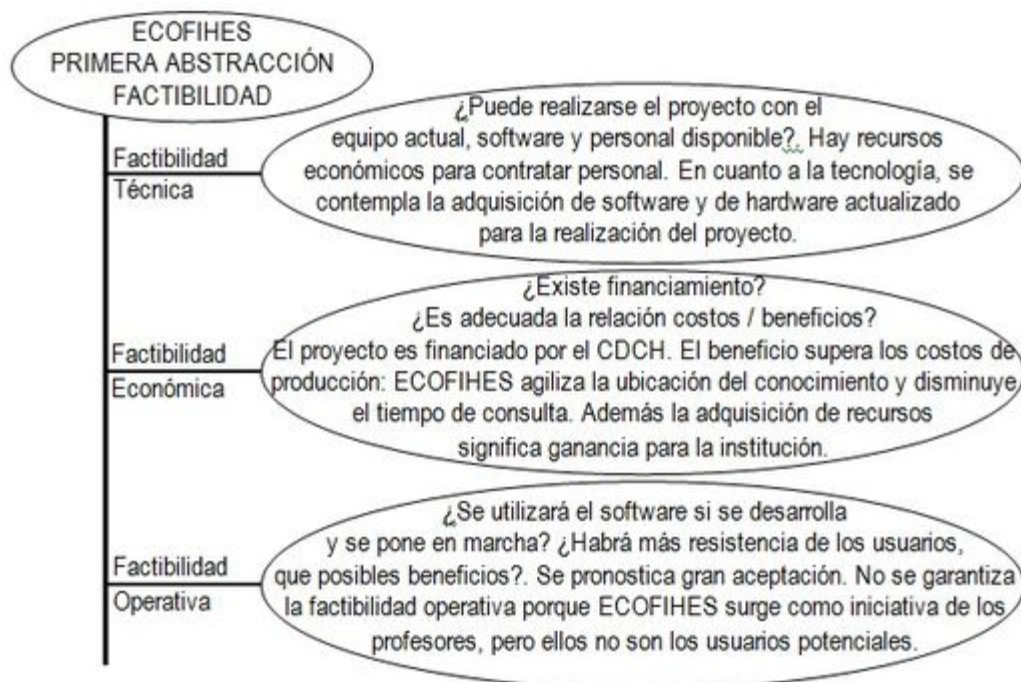 ECOFIHES
PRIMERA ABSTRACCIÓN
FACTIBILIDAD
Factibilidad
Técnica
¿Puede realizarse el proyecto con el
equipo actual, software y personal disponible?. Hay recursos
económicos para contratar personal. En cuanto a la tecnología, se
contempla la adquisición de software y de hardware actualizado
para la realización del proyecto.
Factibilidad
Económica
¿Existe financiamiento?
¿Es adecuada la relación costos / beneficios?
El proyecto es financiado por el CDCH. El beneficio supera los costos de
producción: ECOFIHES agiliza la ubicación del conocimiento y disminuye
el tiempo de consulta. Además la adquisición de recursos
significa ganancia para la institución.
Factibilidad
Operativa
¿Se utilizará el software si se desarrolla
y se pone en marcha? ¿Habrá más resistencia de los usuarios,
que posibles beneficios?. Se pronostica gran aceptación. No se garantiza
la factibilidad operativa porque ECOFIHES surge como iniciativa de los
profesores, pero ellos no son los usuarios potenciales.